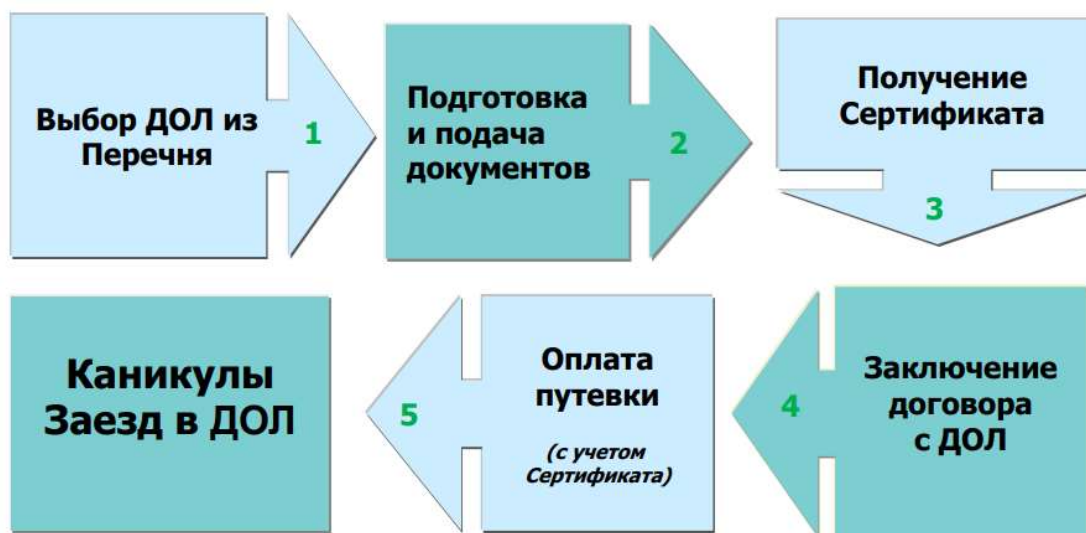 Выбор ДОЛ из
Перечня
1
Подготовка
и подача
документов
2
Получение
Сертификата
3
Заключение
договора
с ДОЛ
4
Оплата
путевки
(с учетом
Сертификата)
5
Каникулы
Заезд в ДОЛ